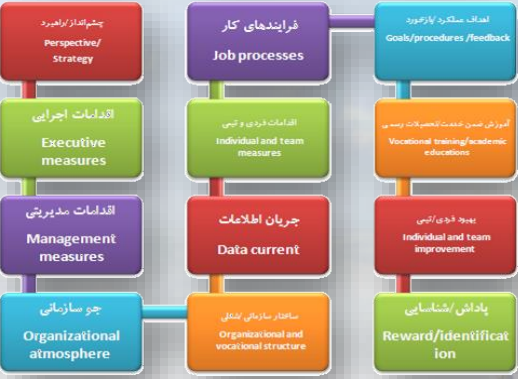 چشم‌انداز/راهبرد
Perspective/
Strategy
اقدامات اجرایی
Executive
measures
اقدامات مدیریتی
Management
measures
جو سازمانی
Organizational
atmosphere
ساختار سازمانی/شغلی
Organizational and
vocational structure
جریان اطلاعات
Data current
اقدامات فردی و تیمی
Individual and team
measures
فرایندهای کار
Job processes
اهداف عملکرد/بازخورد
Goals/procedures /feedback
آموزش ضمن خدمت/تحصیلات رسمی
Vocational training/academic
educations
بهبود فردی/تیمی
Individual and team
improvement
پاداش/شناسایی
Reward/identificat
ion